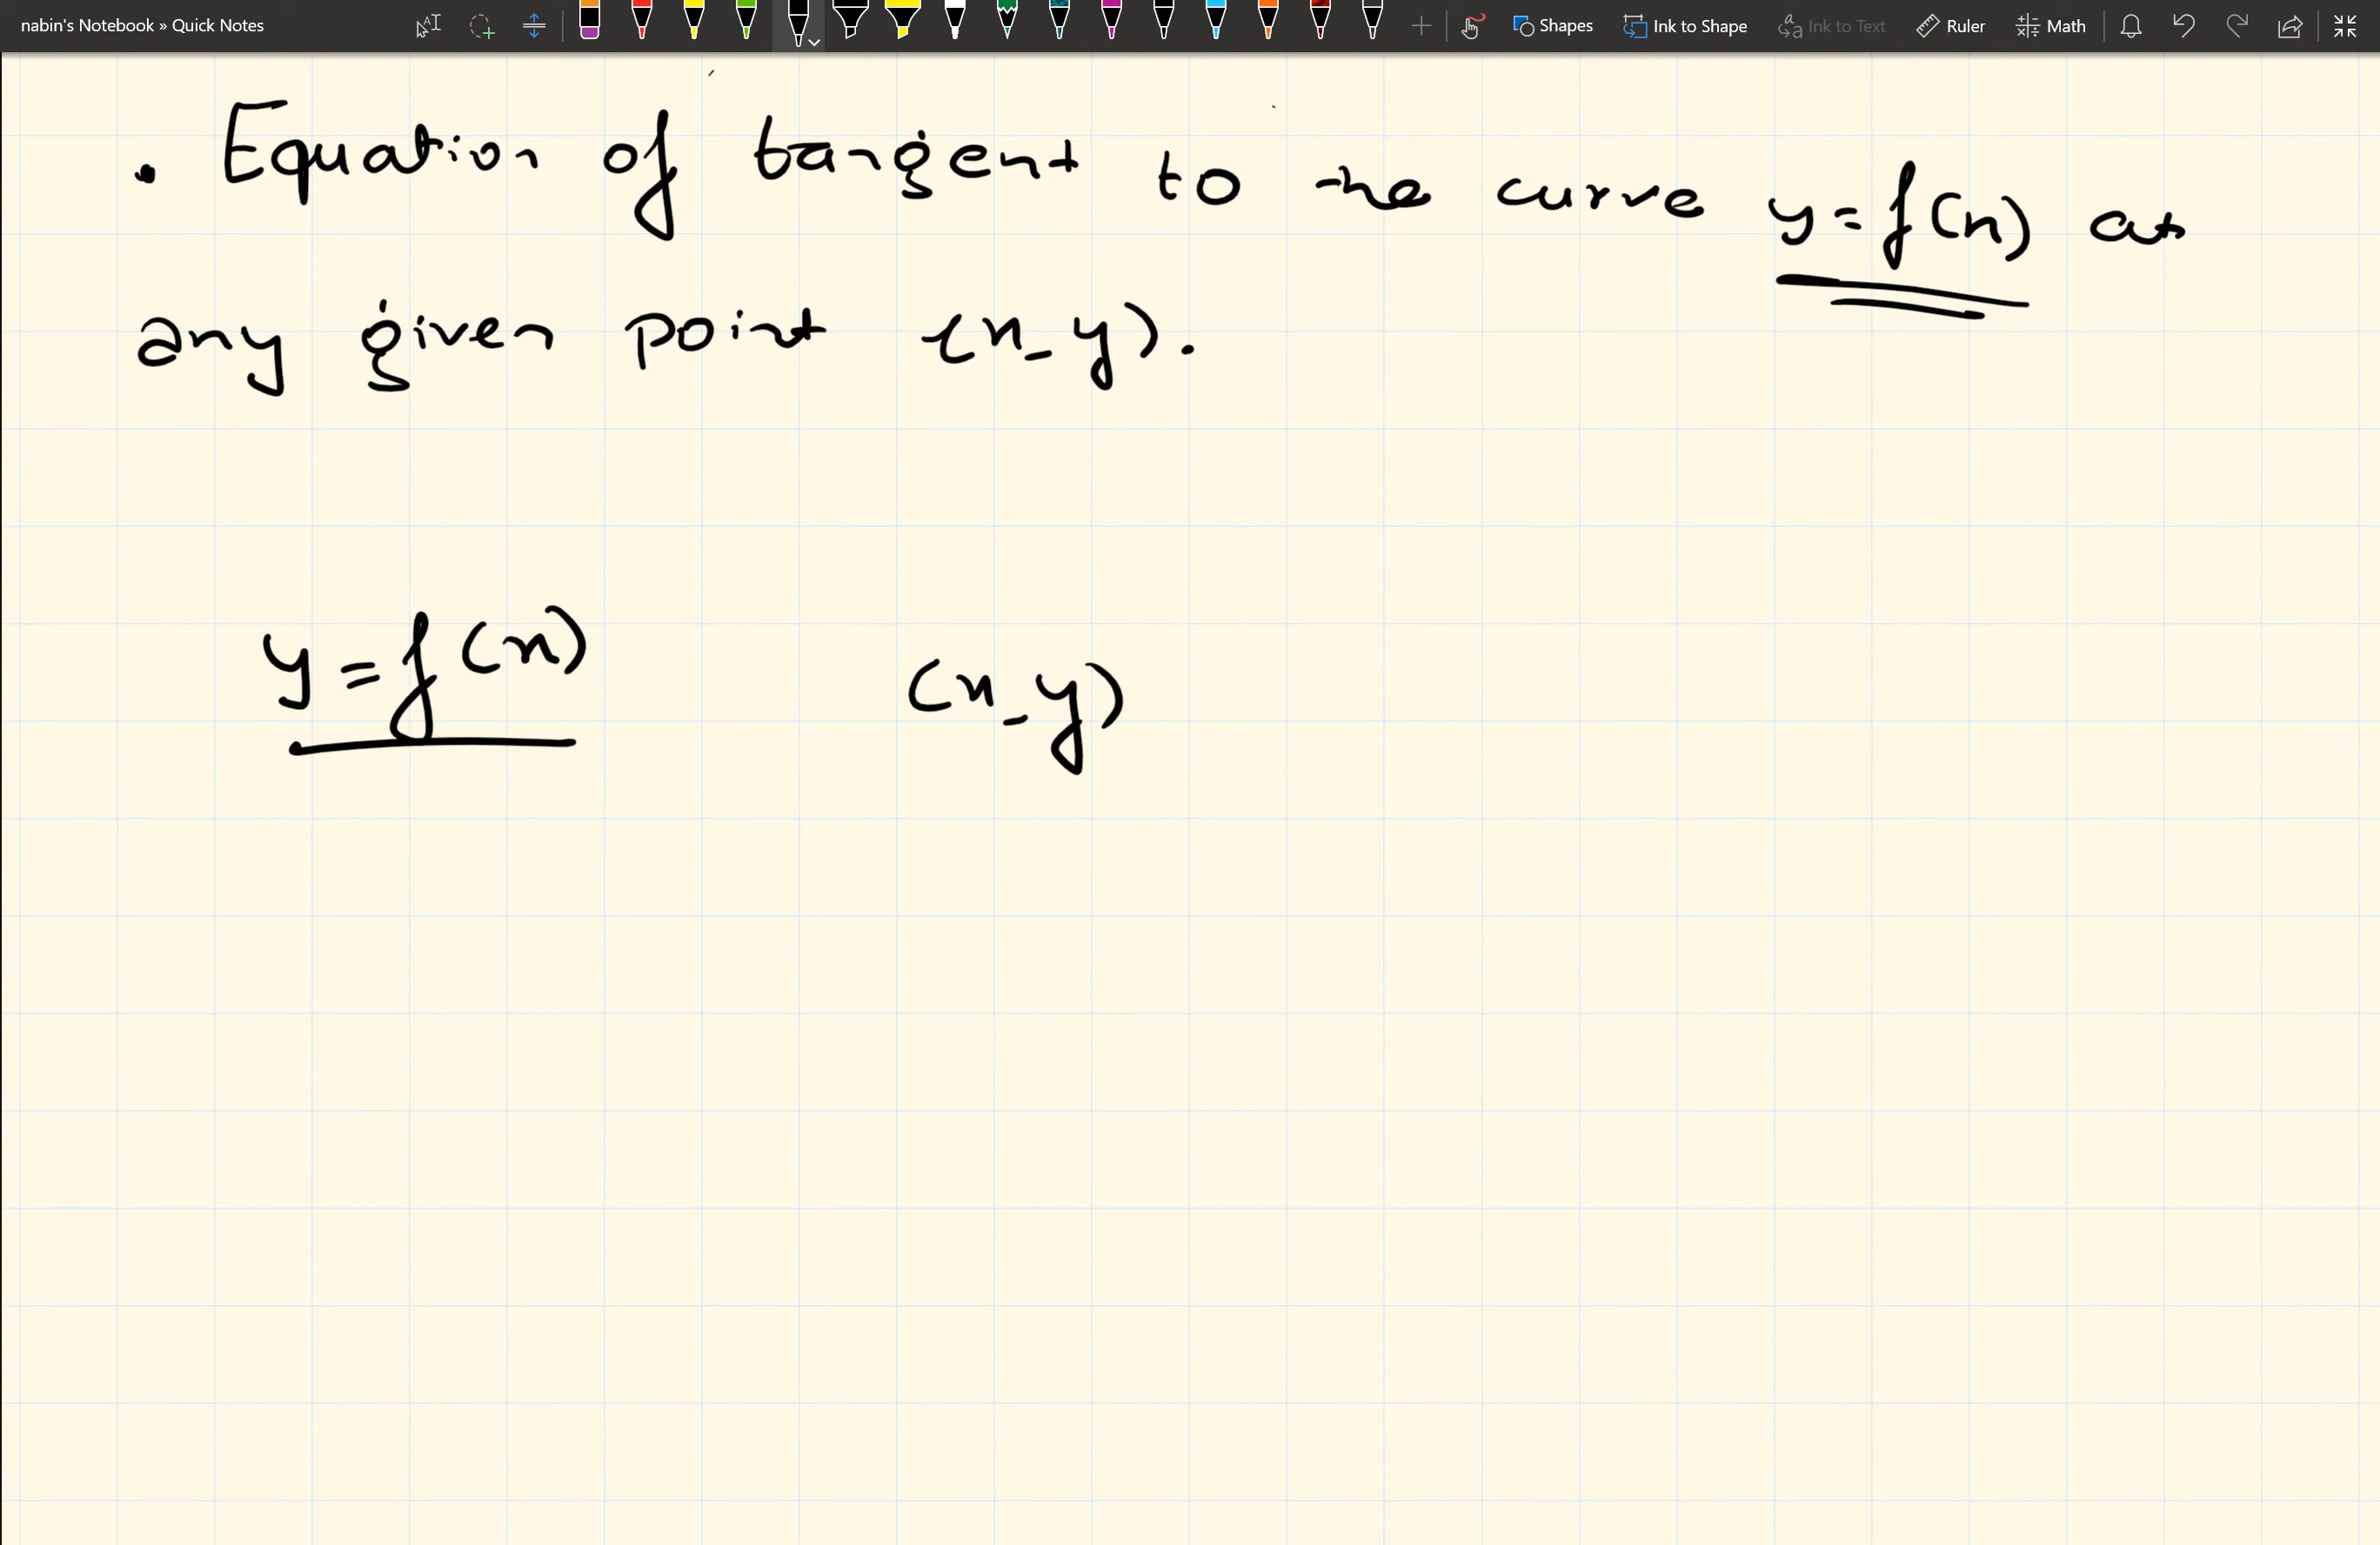 nabin's Notebook » Quick Notes Shapes Ink to Shape Ink to Text Ruler Math
. Equation of tangent to the curve y=f(x) at
any given point (x, y).
y=f(x) (x, y)